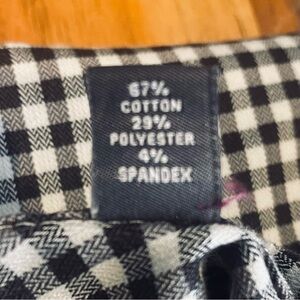 67%
COTTON
29%
POLYESTER
4%
SPANDEX